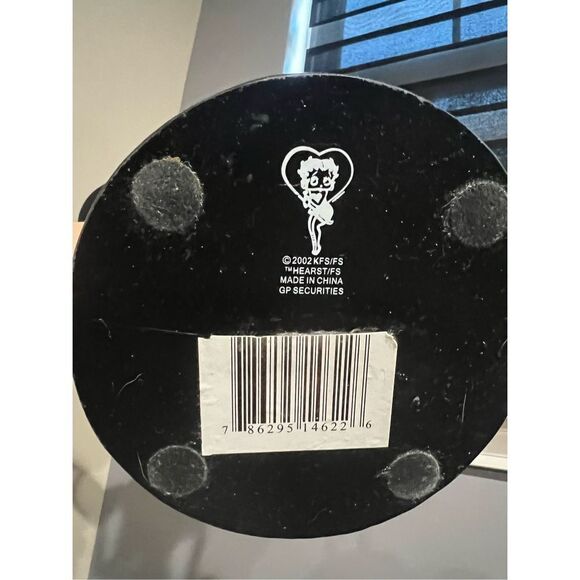 ©2002 KFS/FS
™HEARST/FS
MADE IN CHINA
GP SECURITIES
7 86295 14622 6